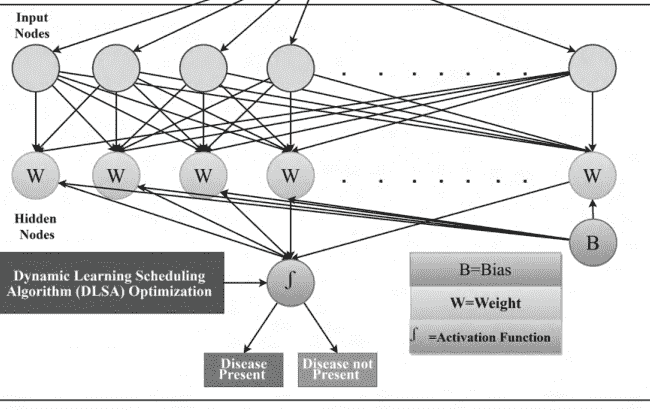 Input
Nodes
W W W W W
Hidden
Nodes
B
Dynamic Learning Scheduling
Algorithm (DLSA) Optimization
∫
B=Bias
W=Weight
∫ =Activation Function
Disease
Present
Disease not
Present